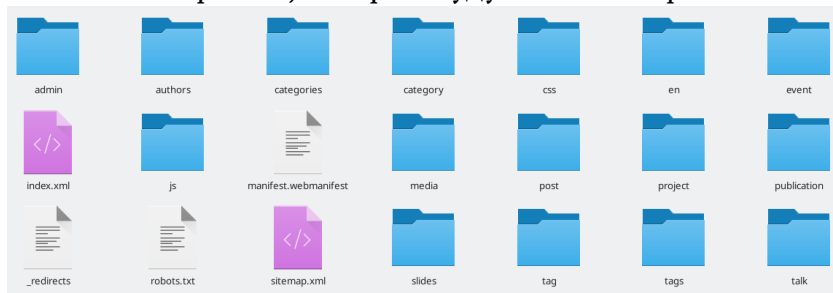 admin authors categories category css en event
index.xml js manifest.webmanifest media post project publication
_redirects robots.txt sitemap.xml slides tag tags talk